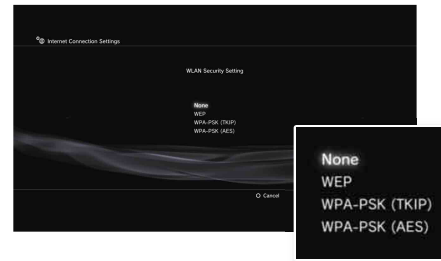 Internet Connection Settings
WLAN Security Setting
None
WEP
WPA-PSK (TKIP)
WPA-PSK (AES)
Cancel
None
WEP
WPA-PSK (TKIP)
WPA-PSK (AES)